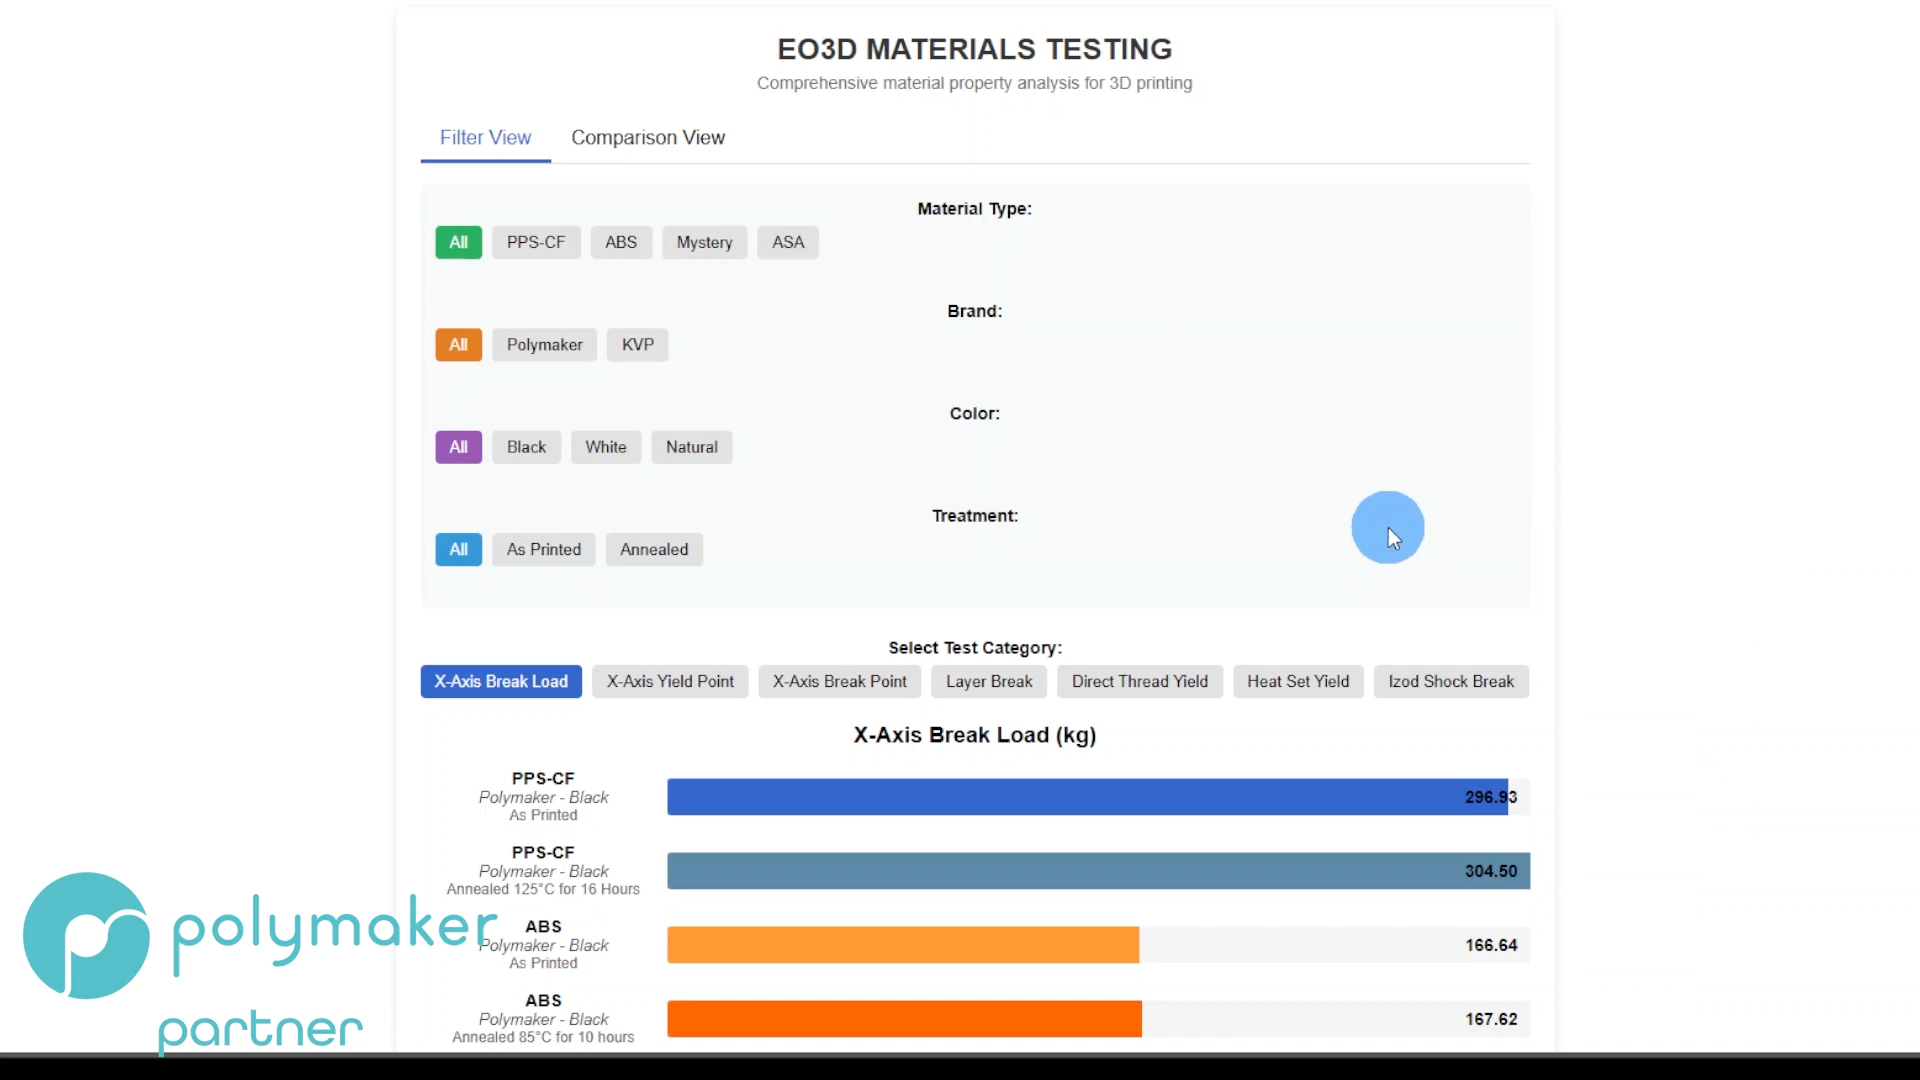 EO3D MATERIALS TESTING
Comprehensive material property analysis for 3D printing
Filter View Comparison View
Material Type:
All PPS-CF ABS Mystery ASA
Brand:
All Polymaker KVP
Color:
All Black White Natural
Treatment:
All As Printed Annealed
Select Test Category:
X-Axis Break Load X-Axis Yield Point X-Axis Break Point Layer Break Direct Thread Yield Heat Set Yield Izod Shock Break
X-Axis Break Load (kg)
PPS-CF
Polymaker - Black
As Printed
296.93
PPS-CF
Polymaker - Black
Annealed 125°C for 16 Hours
304.50
ABS
Polymaker - Black
As Printed
166.64
ABS
Polymaker - Black
Annealed 85°C for 10 hours
167.62
polymaker
partner